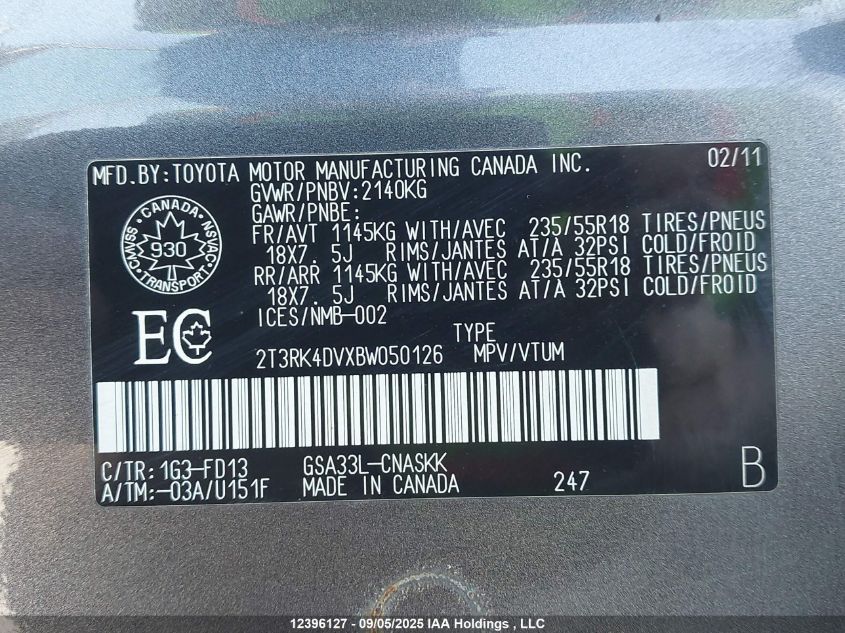 MFD.BY:TOYOTA MOTOR MANUFACTURING CANADA INC. 02/11
GVWR/PNBV:2140KG
GAWR/PNBE:
FR/AVT 1145KG WITH/AVEC 235/55R18 TIRES/PNEUS
18X7. 5J RIMS/JANTES AT/A 32PSI COLD/FROID
RR/ARR 1145KG WITH/AVEC 235/55R18 TIRES/PNEUS
18X7. 5J RIMS/JANTES AT/A 32PSI COLD/FROID
CANADA
CMVSS 930 NSVAC
TRANSPORT
ICES/NMB-002
EC
TYPE
2T3RK4DVXBW050126 MPV/VTUM
C/TR: 1G3-FD13 GSA33L-CNASKK
A/TM:-03A/U151F MADE IN CANADA 247 B
12396127 - 09/05/2025 IAA Holdings , LLC